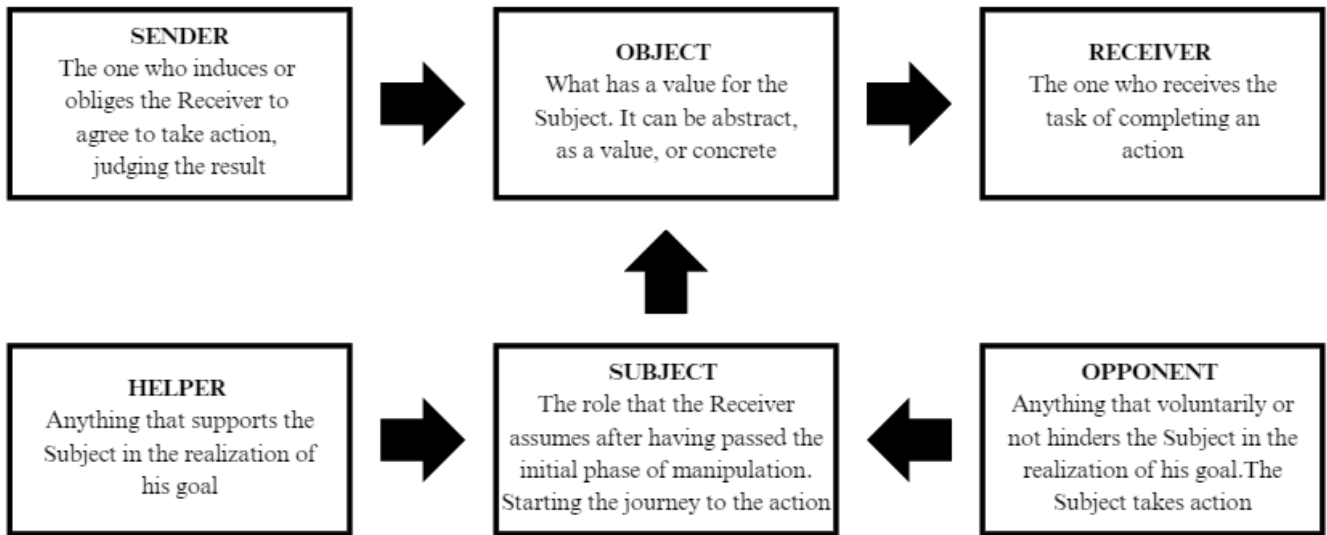 SENDER
The one who induces or
obliges the Receiver to
agree to take action,
judging the result
OBJECT
What has a value for the
Subject. It can be abstract,
as a value, or concrete
RECEIVER
The one who receives the
task of completing an
action
HELPER
Anything that supports the
Subject in the realization of
his goal
SUBJECT
The role that the Receiver
assumes after having passed the
initial phase of manipulation.
Starting the journey to the action
OPPONENT
Anything that voluntarily or
not hinders the Subject in the
realization of his goal.The
Subject takes action